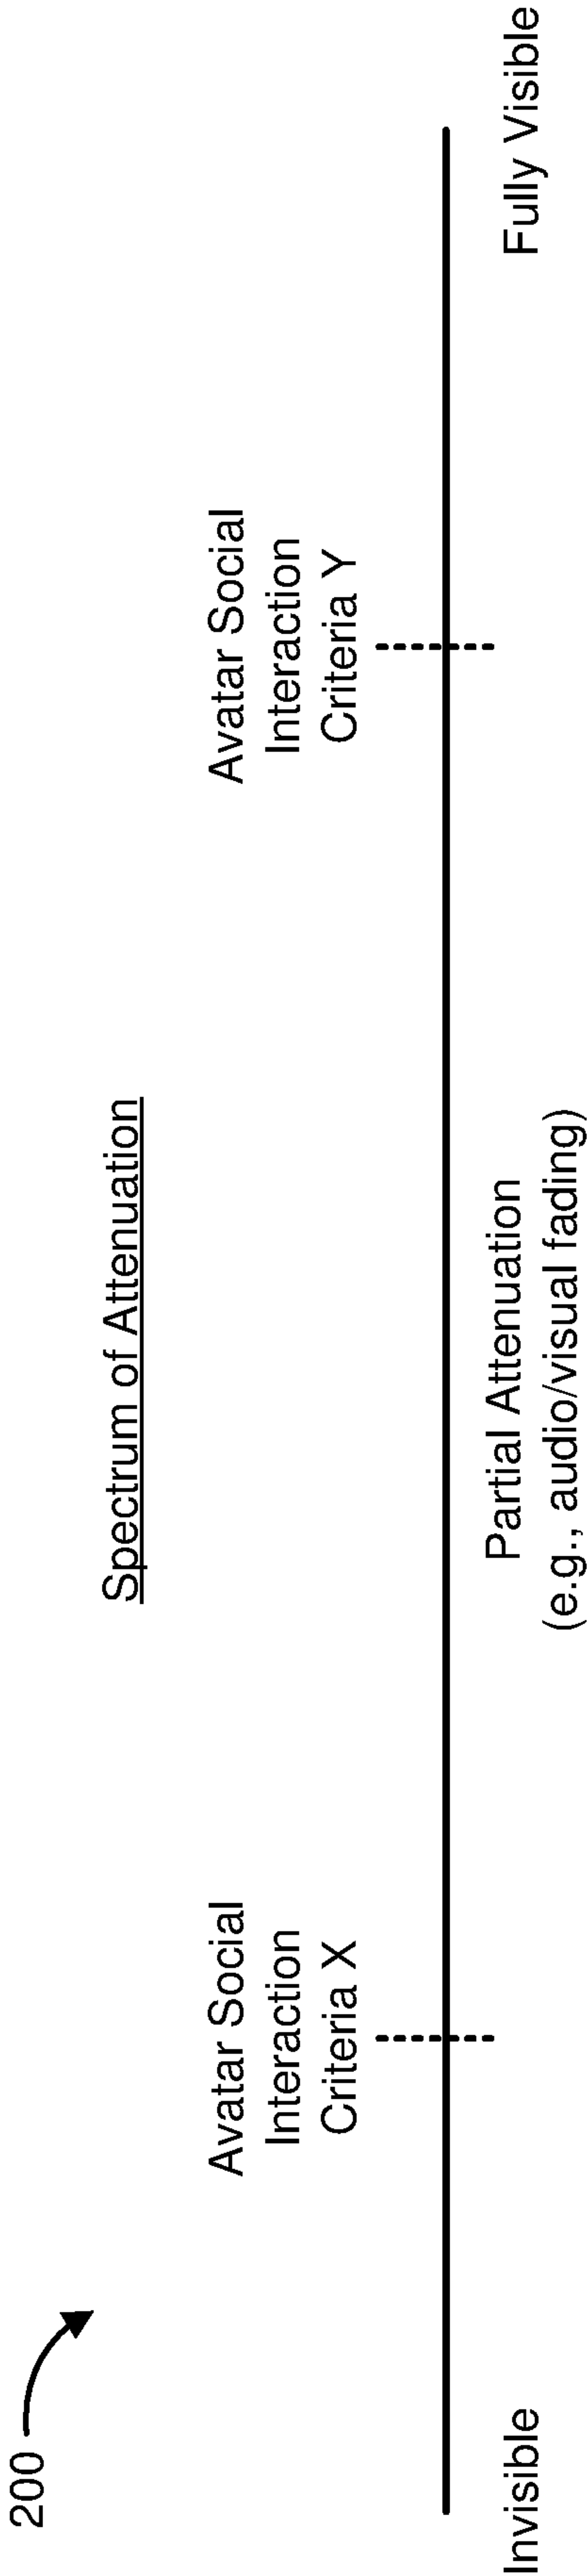 200
Spectrum of Attenuation
Avatar Social
Interaction
Criteria X
Avatar Social
Interaction
Criteria Y
Invisible
Partial Attenuation
(e.g., audio/visual fading)
Fully Visible